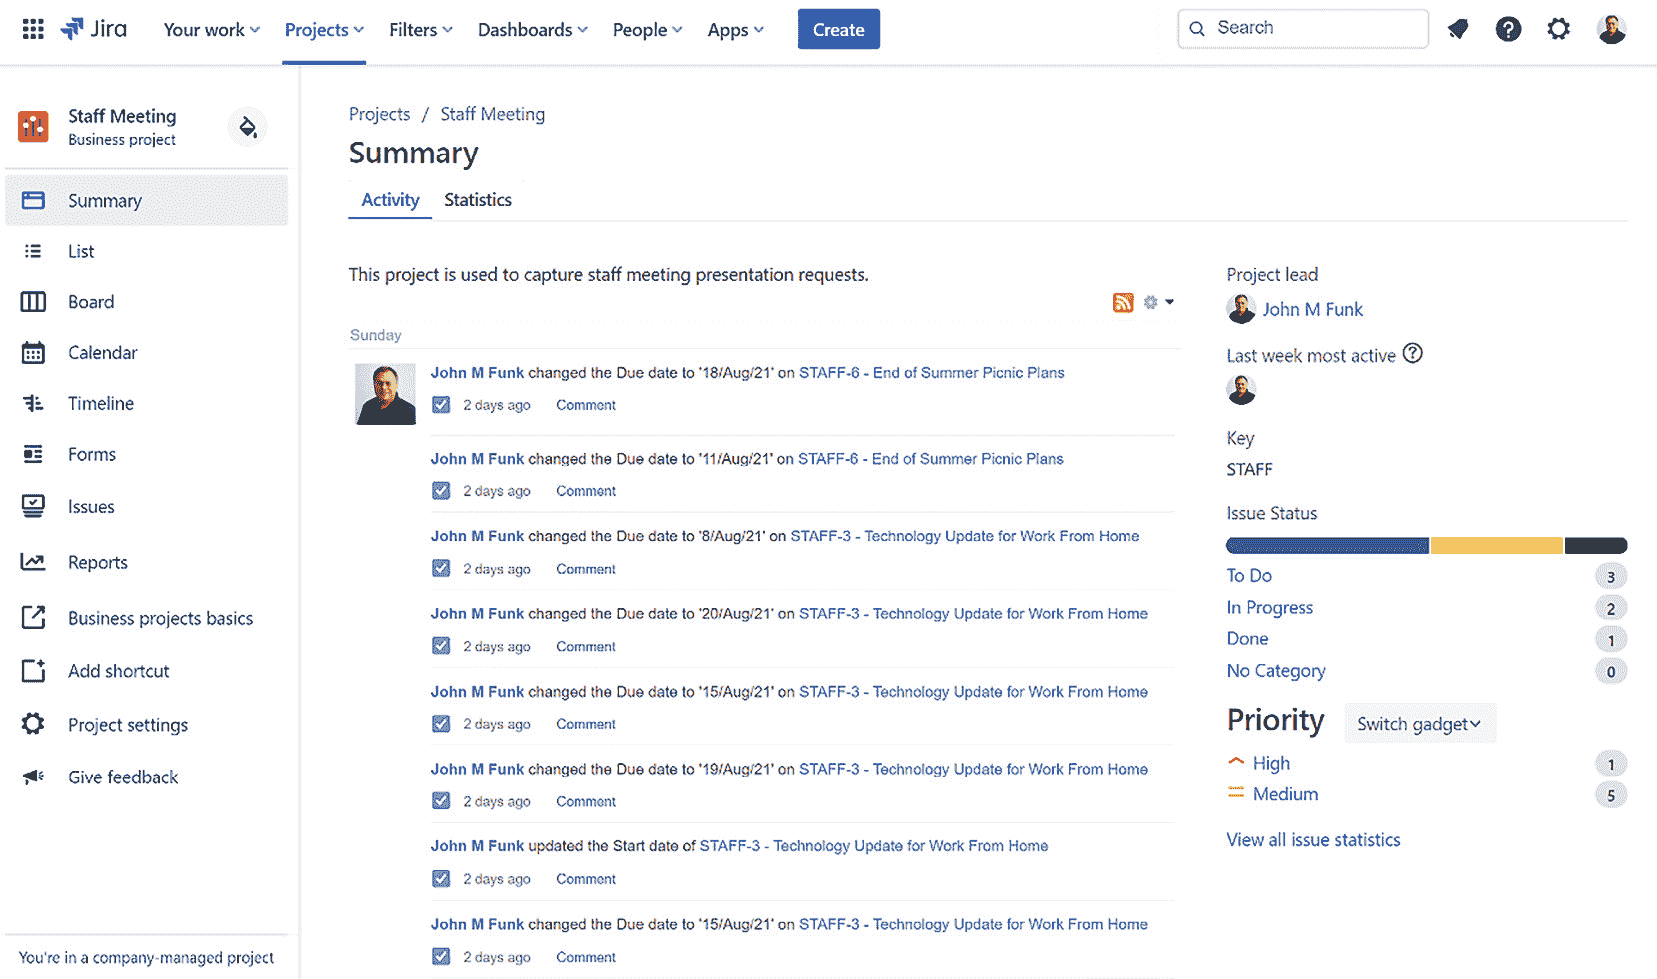 Jira Your work Projects Filters Dashboards People Apps Create Search
Staff Meeting
Business project
Summary
List
Board
Calendar
Timeline
Forms
Issues
Reports
Business projects basics
Add shortcut
Project settings
Give feedback
You're in a company-managed project
Projects / Staff Meeting
Summary
Activity Statistics
This project is used to capture staff meeting presentation requests.
Sunday
John M Funk changed the Due date to '18/Aug/21' on STAFF-6 - End of Summer Picnic Plans
2 days ago Comment
John M Funk changed the Due date to '11/Aug/21' on STAFF-6 - End of Summer Picnic Plans
2 days ago Comment
John M Funk changed the Due date to '8/Aug/21' on STAFF-3 - Technology Update for Work From Home
2 days ago Comment
John M Funk changed the Due date to '20/Aug/21' on STAFF-3 - Technology Update for Work From Home
2 days ago Comment
John M Funk changed the Due date to '15/Aug/21' on STAFF-3 - Technology Update for Work From Home
2 days ago Comment
John M Funk changed the Due date to '19/Aug/21' on STAFF-3 - Technology Update for Work From Home
2 days ago Comment
John M Funk updated the Start date of STAFF-3 - Technology Update for Work From Home
2 days ago Comment
John M Funk changed the Due date to '15/Aug/21' on STAFF-3 - Technology Update for Work From Home
2 days ago Comment
Project lead
John M Funk
Last week most active
Key
STAFF
Issue Status
To Do 3
In Progress 2
Done 1
No Category 0
Priority Switch gadget
High 1
Medium 5
View all issue statistics